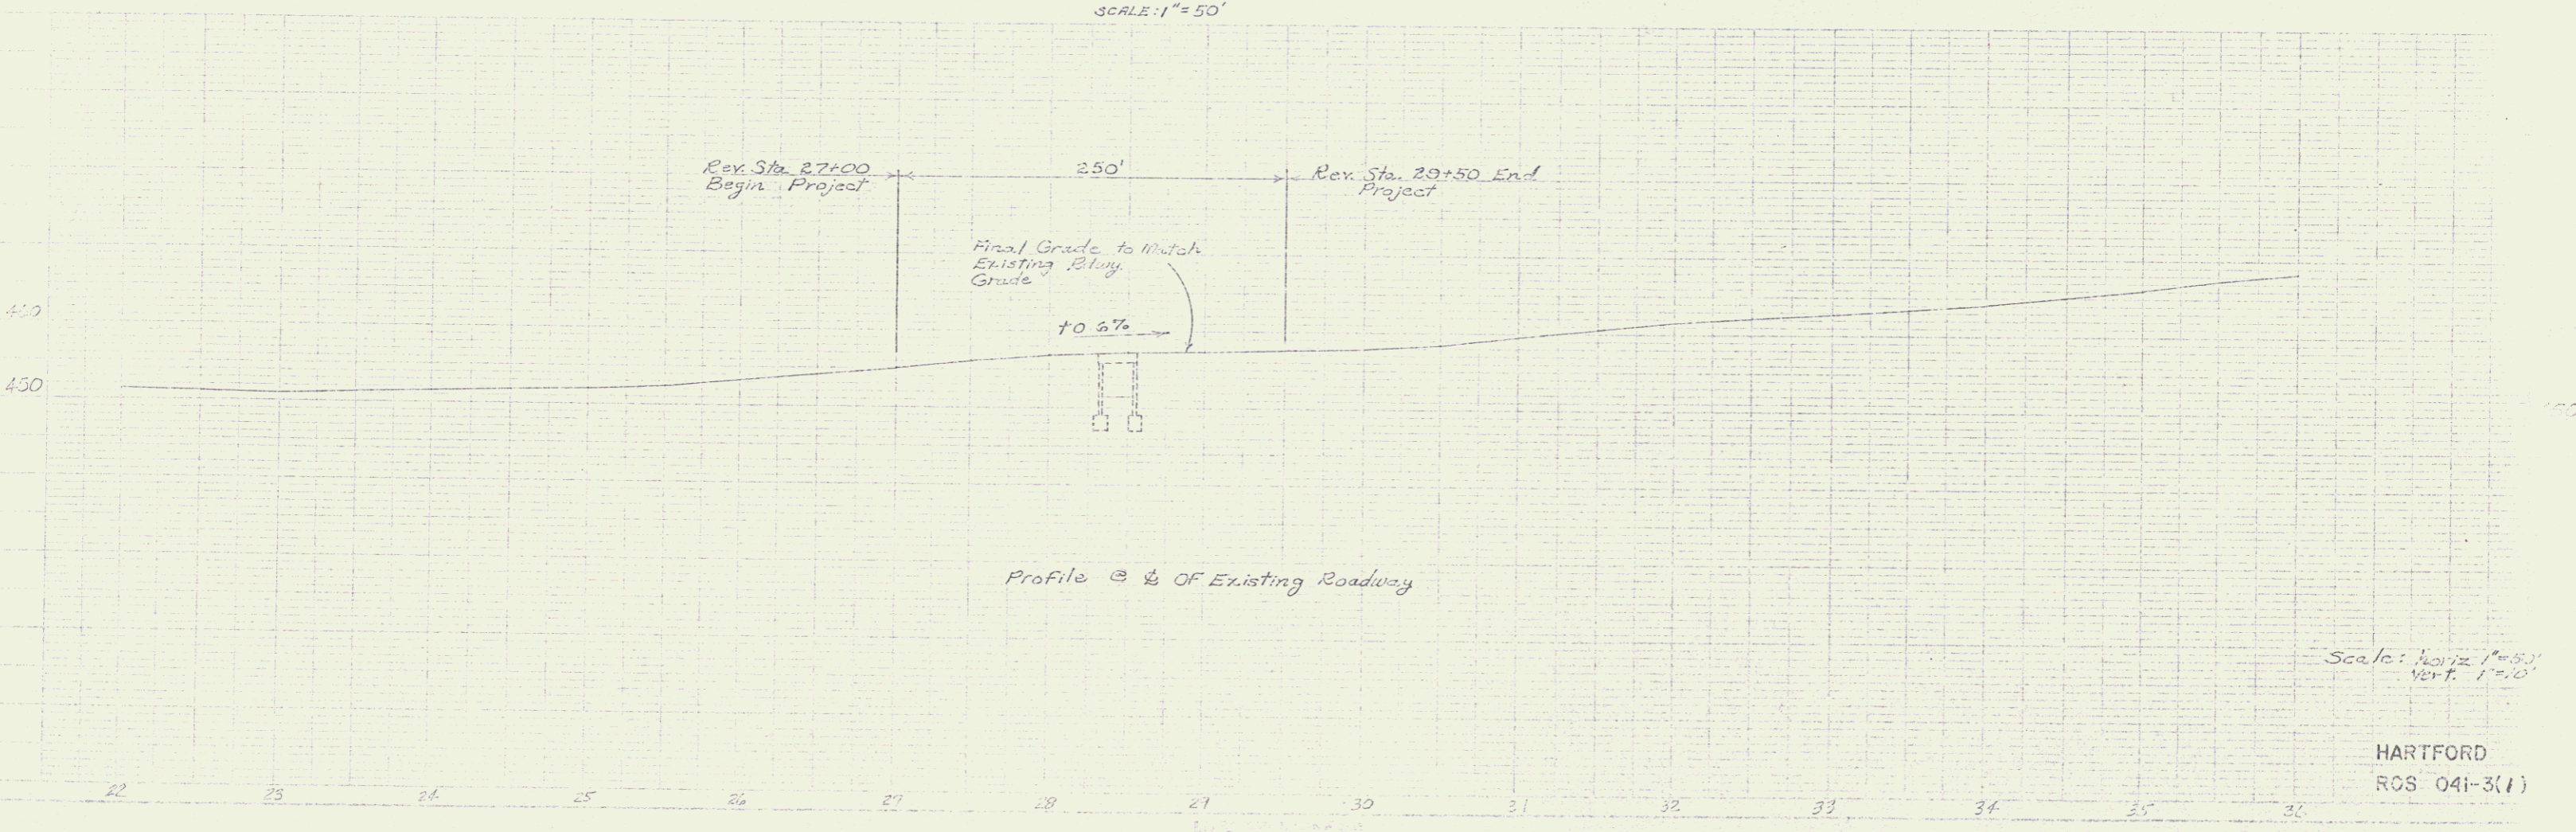 SCALE: 1" = 50'
Rev. Sta. 27+00
Begin Project
250'
Rev. Sta. 29+50 End
Project
Final Grade to Match
Existing Rdwy.
Grade
+0.6%
460
450
Profile @ ℄ OF Existing Roadway
Scale: horiz 1"=50'
Vert. 1"=10'
HARTFORD
ROS 041-3(1)
22 23 24 25 26 27 28 29 30 31 32 33 34 35 36